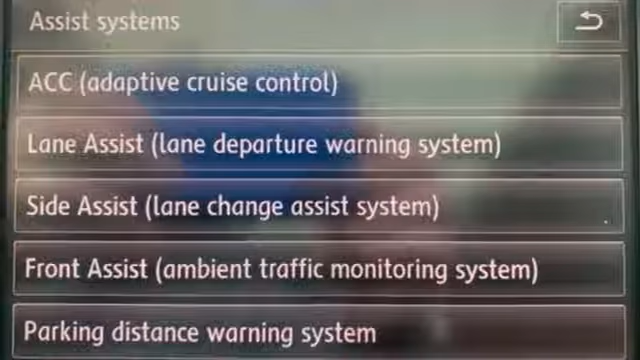 Assist systems
ACC (adaptive cruise control)
Lane Assist (lane departure warning system)
Side Assist (lane change assist system)
Front Assist (ambient traffic monitoring system)
Parking distance warning system